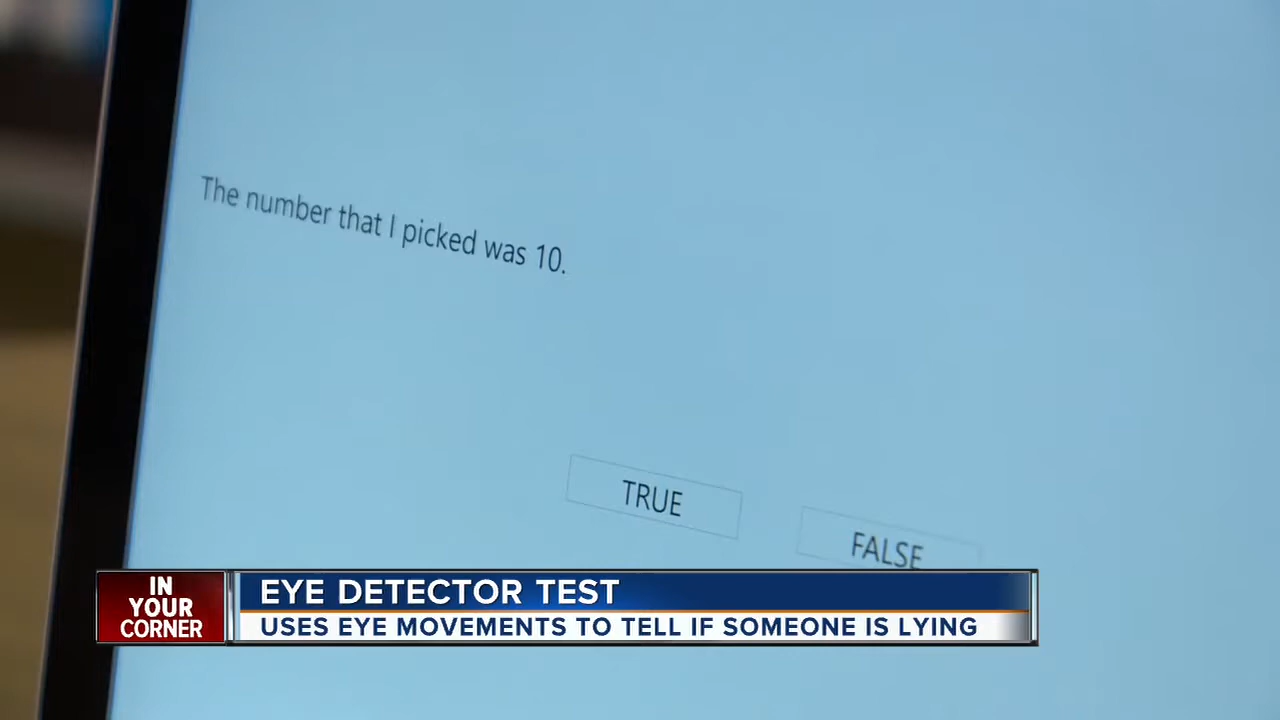 The number that I picked was 10.
TRUE
FALSE
IN
YOUR
CORNER
EYE DETECTOR TEST
USES EYE MOVEMENTS TO TELL IF SOMEONE IS LYING